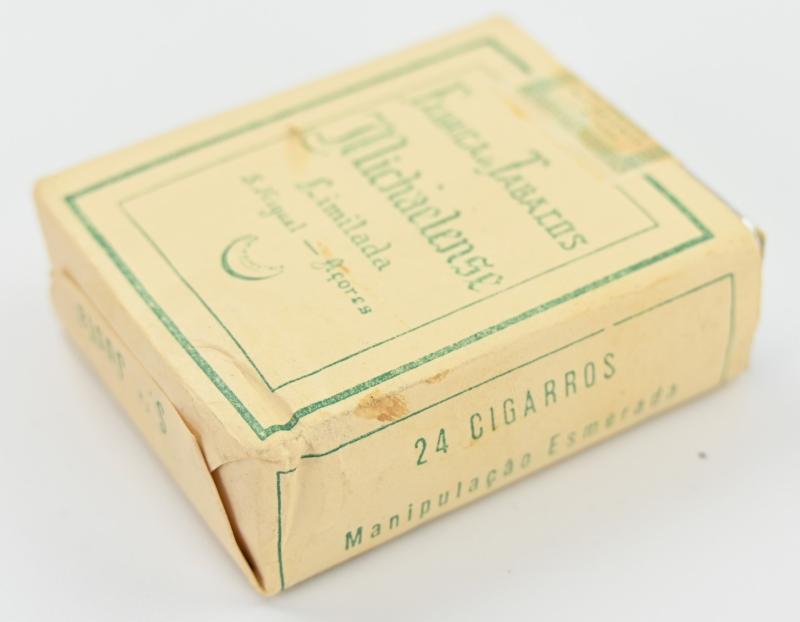 Fabrica de Tabacos
Michaelense
Limitada
S. Miguel — Açores
24 CIGARROS
Manipulação Esmerada